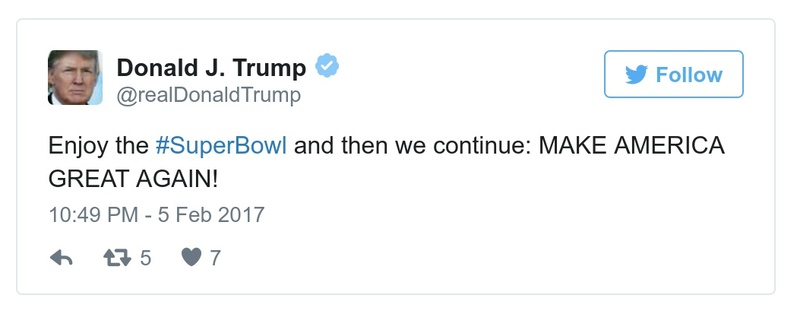 Donald J. Trump
@realDonaldTrump
Follow
Enjoy the #SuperBowl and then we continue: MAKE AMERICA
GREAT AGAIN!
10:49 PM - 5 Feb 2017
5 7